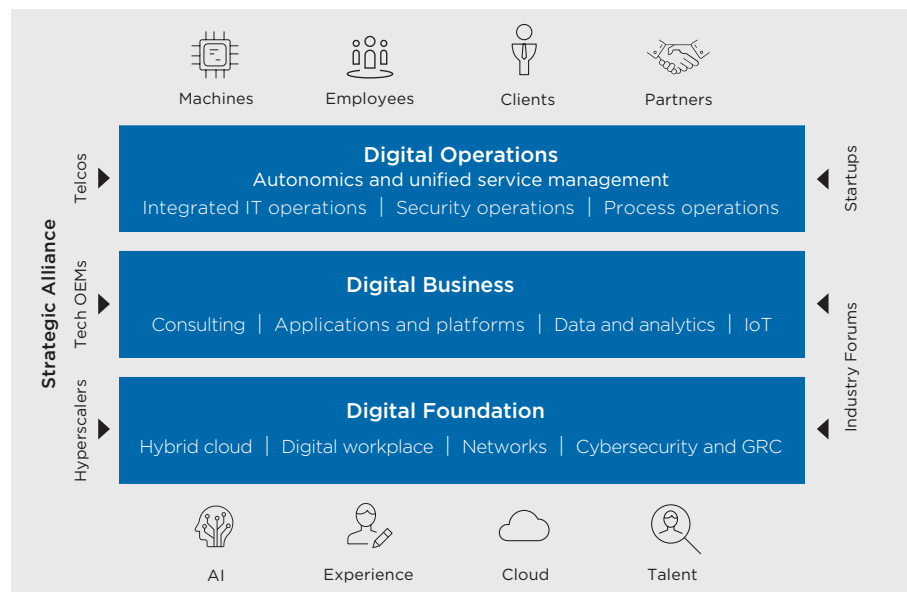 Machines
Employees
Clients
Partners
Strategic Alliance
Telcos
Digital Operations
Autonomics and unified service management
Integrated IT operations | Security operations | Process operations
Startups
Tech OEMs
Digital Business
Consulting | Applications and platforms | Data and analytics | IoT
Industry Forums
Hyperscalers
Digital Foundation
Hybrid cloud | Digital workplace | Networks | Cybersecurity and GRC
AI
Experience
Cloud
Talent